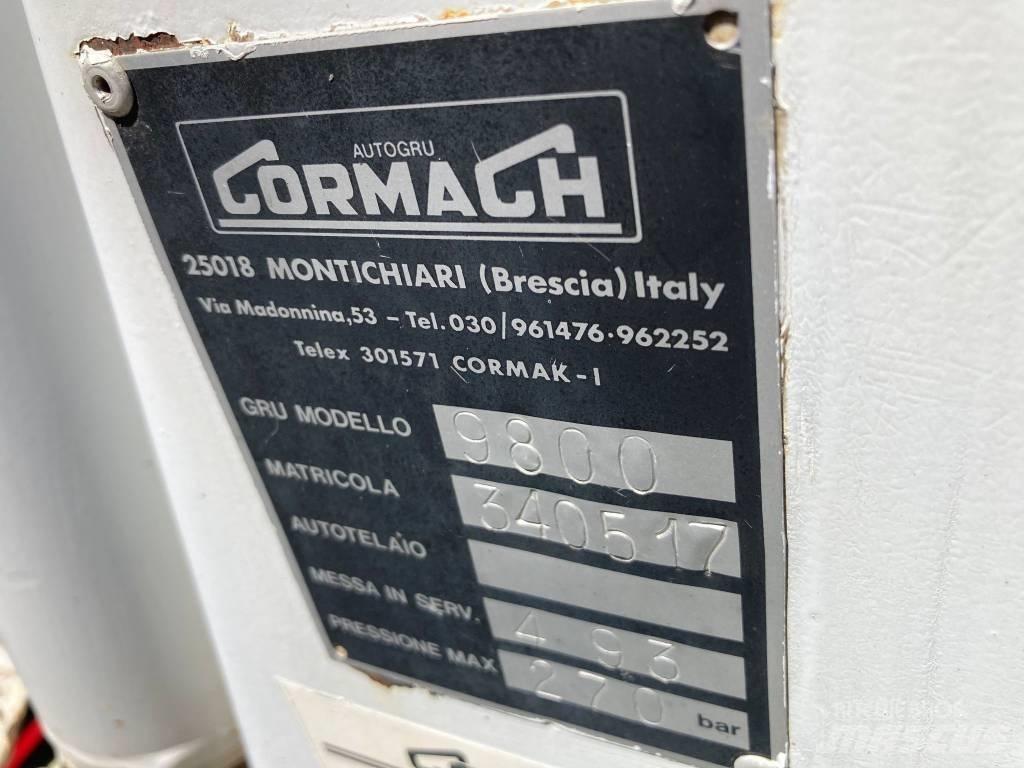 AUTOGRU
CORMACH
25018 MONTICHIARI (Brescia) Italy
Via Madonnina,53 - Tel.030/961476-962252
Telex 301571 CORMAK-I
GRU MODELLO 9800
MATRICOLA 340517
AUTOTELAIO
MESSA IN SERV. 4 93
PRESSIONE MAX 270 bar
MASCUS